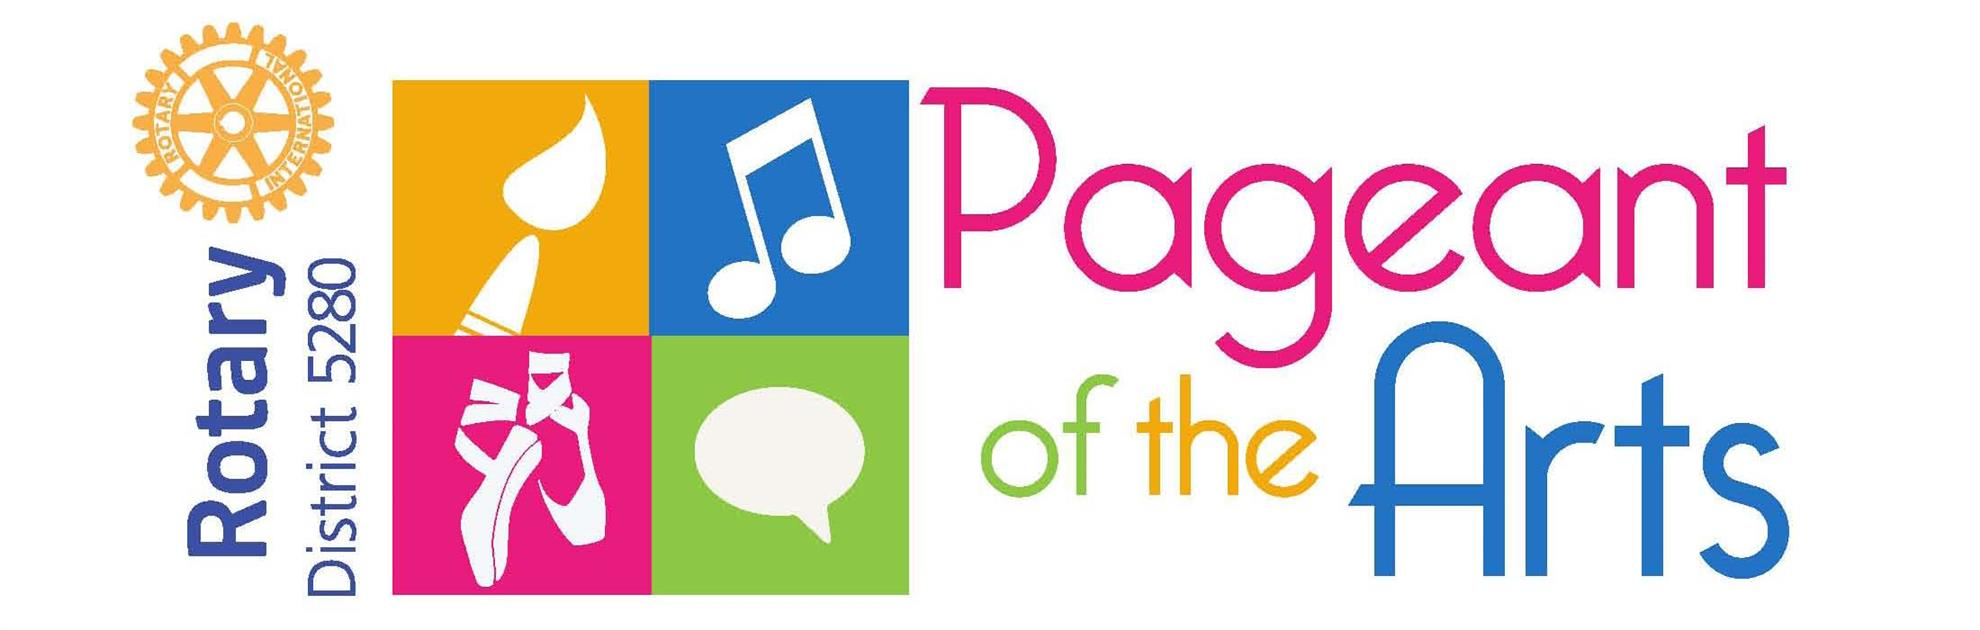 ROTARY
INTERNATIONAL
Rotary
District 5280
Pageant
of the Arts